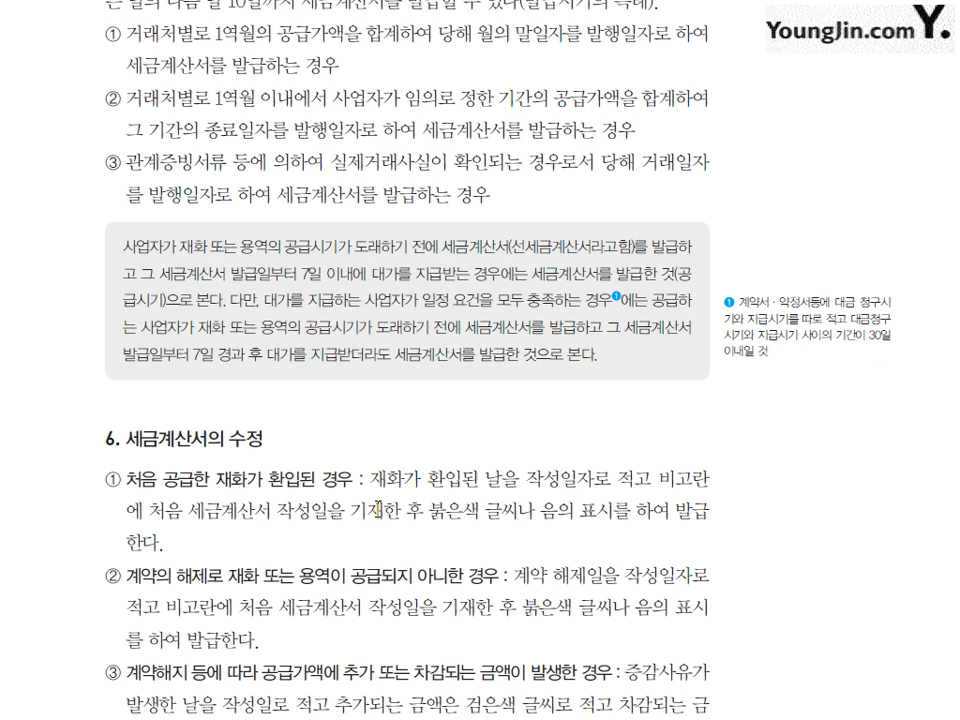 는 날의 다음 달 10일까지 세금계산서를 발급할 수 있다(발급시기의 특례).
YoungJin.com Y.
① 거래처별로 1역월의 공급가액을 합계하여 당해 월의 말일자를 발행일자로 하여
세금계산서를 발급하는 경우
② 거래처별로 1역월 이내에서 사업자가 임의로 정한 기간의 공급가액을 합계하여
그 기간의 종료일자를 발행일자로 하여 세금계산서를 발급하는 경우
③ 관계증빙서류 등에 의하여 실제거래사실이 확인되는 경우로서 당해 거래일자
를 발행일자로 하여 세금계산서를 발급하는 경우
사업자가 재화 또는 용역의 공급시기가 도래하기 전에 세금계산서(선세금계산서라고함)를 발급하
고 그 세금계산서 발급일부터 7일 이내에 대가를 지급받는 경우에는 세금계산서를 발급한 것(공
급시기)으로 본다. 다만, 대가를 지급하는 사업자가 일정 요건을 모두 충족하는 경우❶에는 공급하
는 사업자가 재화 또는 용역의 공급시기가 도래하기 전에 세금계산서를 발급하고 그 세금계산서
발급일부터 7일 경과 후 대가를 지급받더라도 세금계산서를 발급한 것으로 본다.
❶ 계약서 · 약정서등에 대금 청구시
기와 지급시기를 따로 적고 대금청구
시기와 지급시기 사이의 기간이 30일
이내일 것
6. 세금계산서의 수정
① 처음 공급한 재화가 환입된 경우 : 재화가 환입된 날을 작성일자로 적고 비고란
에 처음 세금계산서 작성일을 기재한 후 붉은색 글씨나 음의 표시를 하여 발급
한다.
② 계약의 해제로 재화 또는 용역이 공급되지 아니한 경우 : 계약 해제일을 작성일자로
적고 비고란에 처음 세금계산서 작성일을 기재한 후 붉은색 글씨나 음의 표시
를 하여 발급한다.
③ 계약해지 등에 따라 공급가액에 추가 또는 차감되는 금액이 발생한 경우 : 증감사유가
발생한 날을 작성일로 적고 추가되는 금액은 검은색 글씨로 적고 차감되는 금